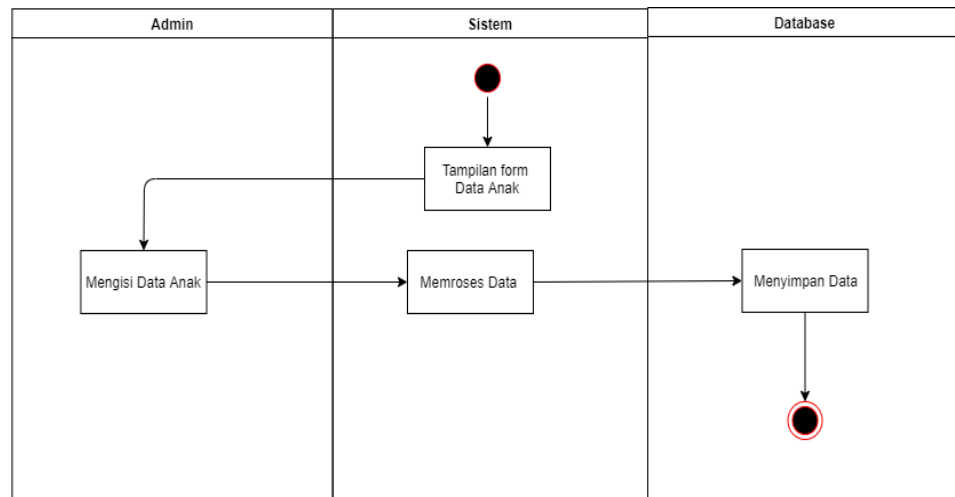 Admin
Sistem
Database
Tampilan form
Data Anak
Mengisi Data Anak
Memroses Data
Menyimpan Data